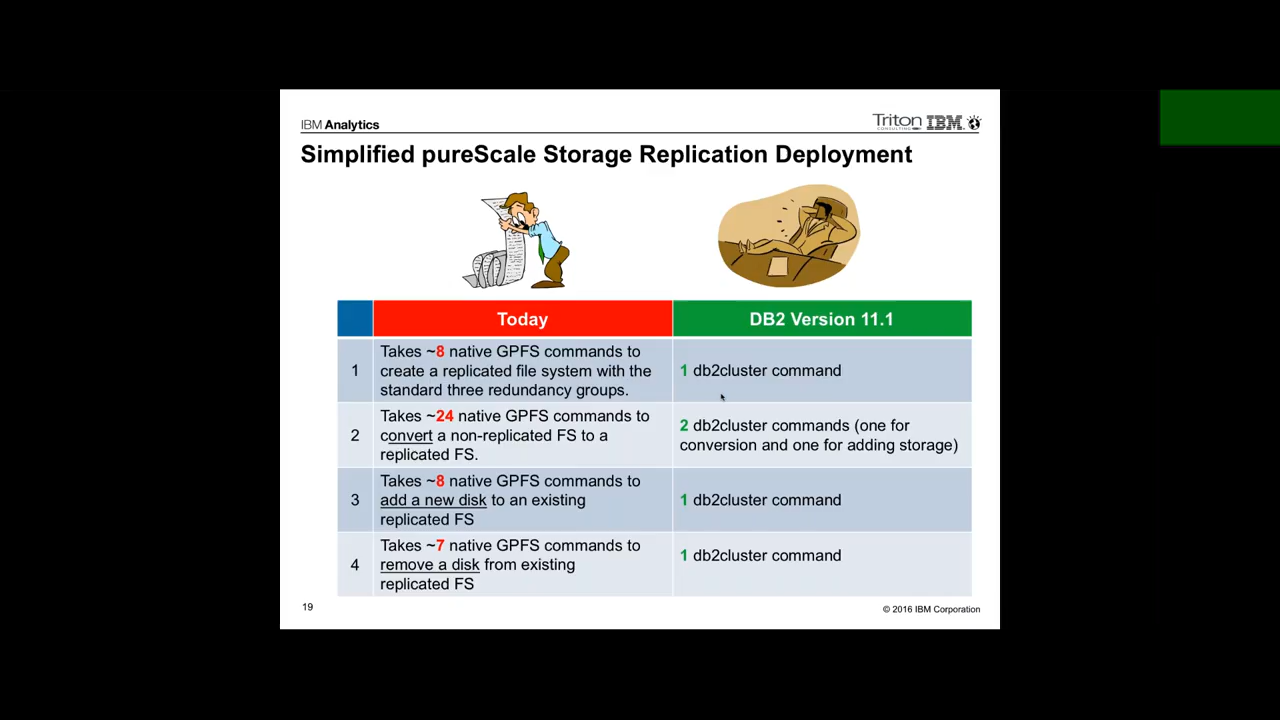 IBM Analytics
Triton IBM
CONSULTING
Simplified pureScale Storage Replication Deployment
Today
DB2 Version 11.1
1
Takes ~8 native GPFS commands to
create a replicated file system with the
standard three redundancy groups.
1 db2cluster command
2
Takes ~24 native GPFS commands to
convert a non-replicated FS to a
replicated FS.
2 db2cluster commands (one for
conversion and one for adding storage)
3
Takes ~8 native GPFS commands to
add a new disk to an existing
replicated FS
1 db2cluster command
4
Takes ~7 native GPFS commands to
remove a disk from existing
replicated FS
1 db2cluster command
19
© 2016 IBM Corporation